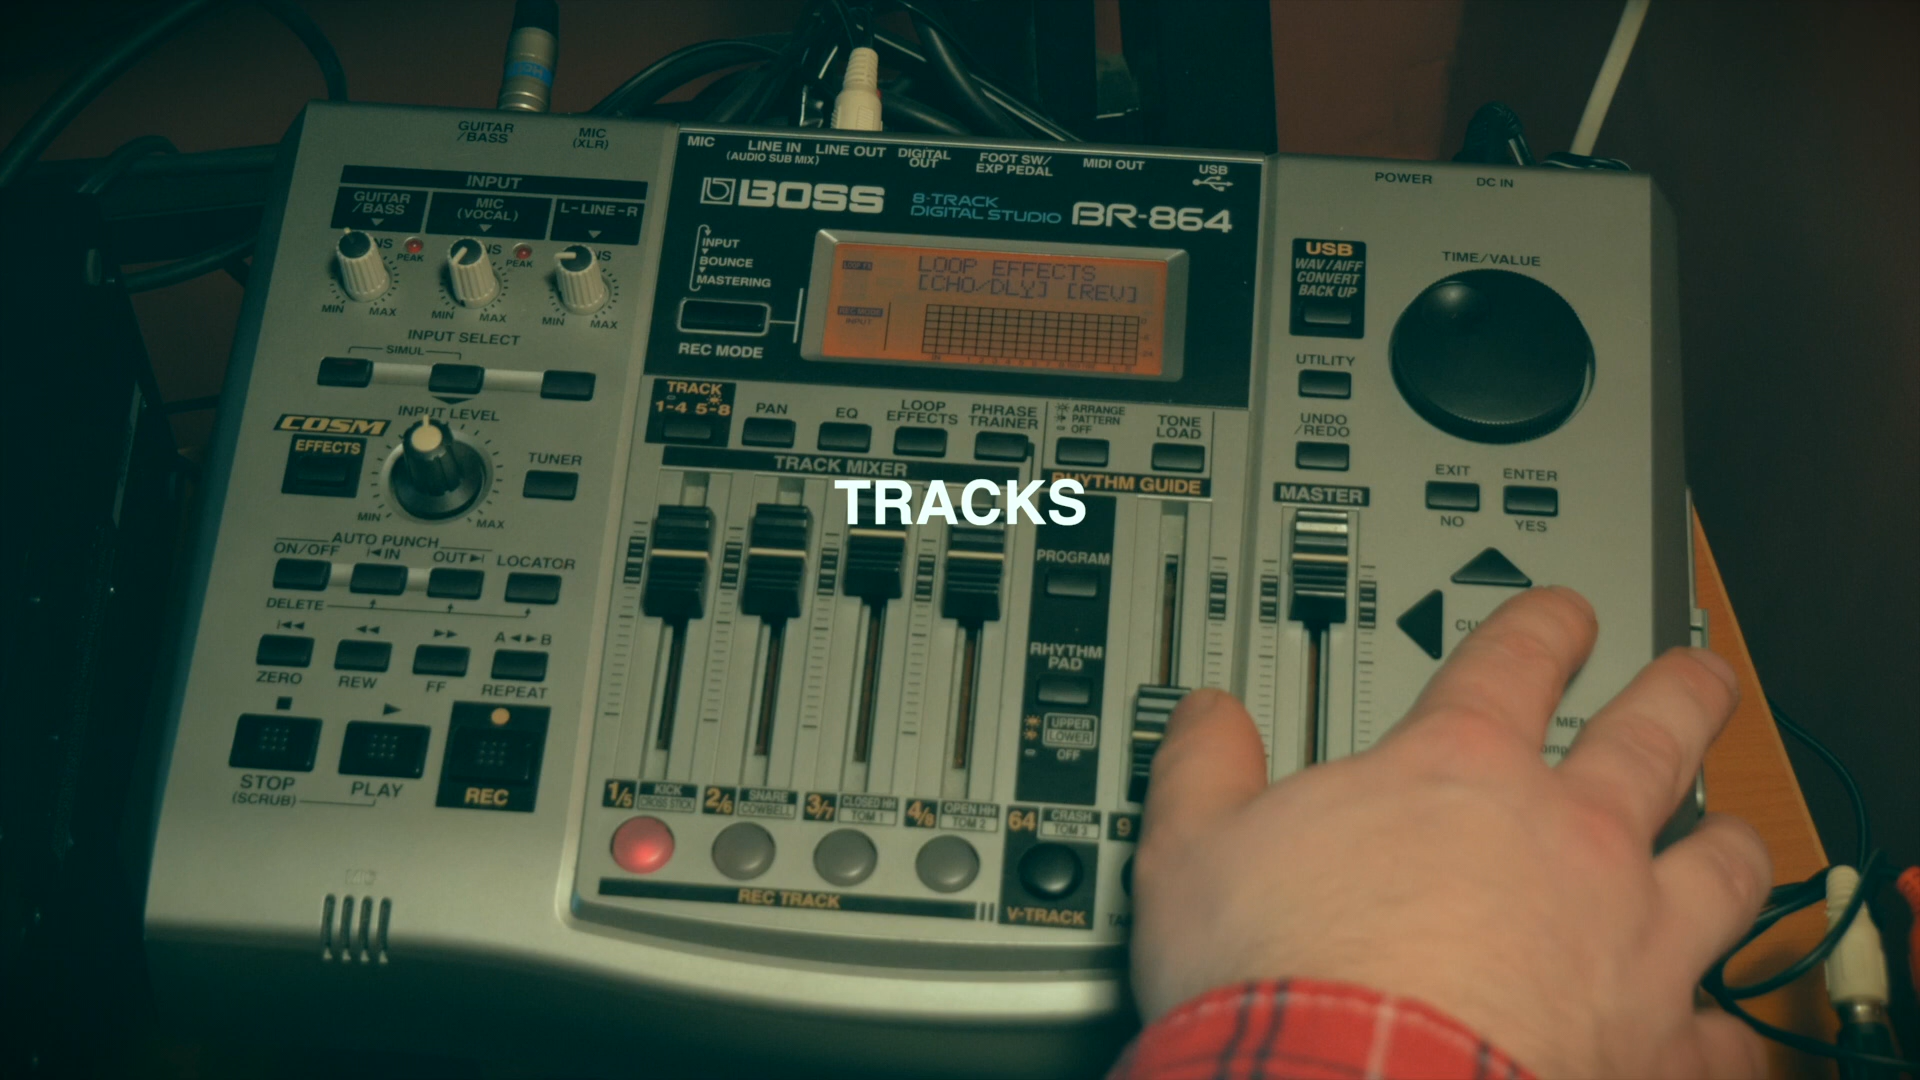 GUITAR
/BASS
MIC
(XLR)
MIC
LINE IN
(AUDIO SUB MIX)
LINE OUT
DIGITAL
OUT
FOOT SW/
EXP PEDAL
MIDI OUT
USB
POWER
DC IN
INPUT
GUITAR
/BASS
MIC
(VOCAL)
L-LINE-R
PEAK
PEAK
MIN
MAX
MIN
MAX
MIN
MAX
BOSS
8-TRACK
DIGITAL STUDIO
BR-864
INPUT
BOUNCE
MASTERING
REC MODE
LOOP EFFECTS
[CHO/DLY] [REV]
USB
WAV/AIFF
CONVERT
BACK UP
TIME/VALUE
INPUT SELECT
SIMUL
UTILITY
UNDO
/REDO
INPUT LEVEL
COSM
EFFECTS
TUNER
MIN
MAX
TRACK
1-4 5-8
PAN
EQ
LOOP
EFFECTS
PHRASE
TRAINER
ARRANGE
PATTERN
OFF
TONE
LOAD
TRACK MIXER
RHYTHM GUIDE
TRACKS
MASTER
EXIT
NO
ENTER
YES
AUTO PUNCH
ON/OFF
IN
OUT
LOCATOR
DELETE
PROGRAM
A◄►B
ZERO
REW
FF
REPEAT
RHYTHM
PAD
UPPER
LOWER
OFF
STOP
(SCRUB)
PLAY
REC
1/5
KICK
CROSS STICK
2/6
SNARE
COWBELL
3/7
CLOSED HH
TOM 1
4/8
OPEN HH
TOM 2
64
CRASH
TOM 3
REC TRACK
V-TRACK